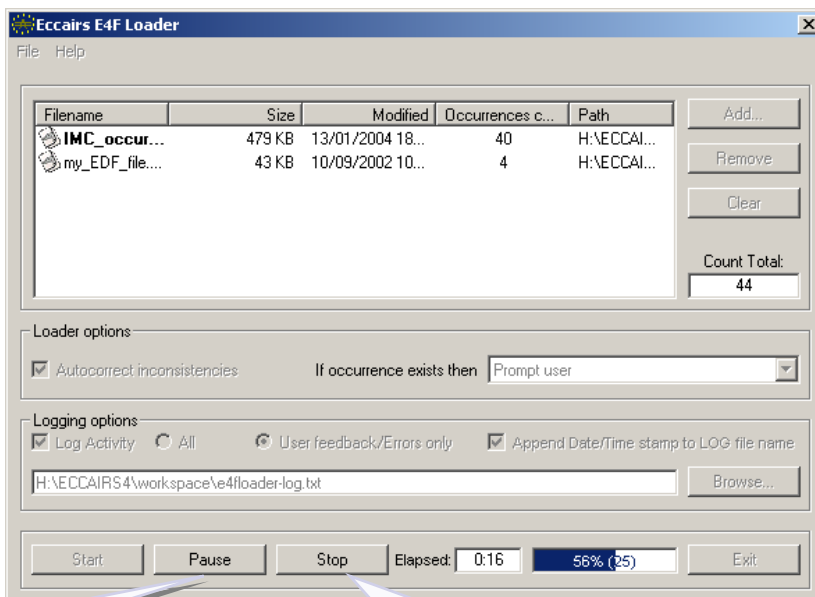 Eccairs E4F Loader
File Help
Filename Size Modified Occurrences c... Path
IMC_occur... 479 KB 13/01/2004 18... 40 H:\ECCAI...
my_EDF_file.... 43 KB 10/09/2002 10... 4 H:\ECCAI...
Add...
Remove
Clear
Count Total:
44
Loader options
Autocorrect inconsistencies If occurrence exists then Prompt user
Logging options
Log Activity All User feedback/Errors only Append Date/Time stamp to LOG file name
H:\ECCAIRS4\workspace\e4floader-log.txt Browse...
Start Pause Stop Elapsed: 0:16 56% (25) Exit